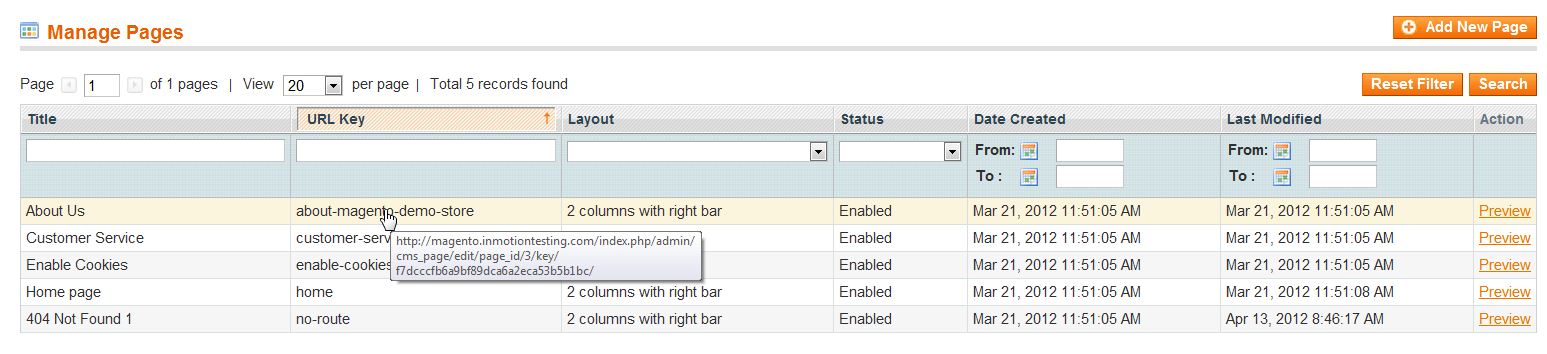 Manage Pages
Add New Page
Page 1 of 1 pages | View 20 per page | Total 5 records found
Reset Filter Search
Title URL Key ↑ Layout Status Date Created Last Modified Action
From: From:
To : To :
About Us about-magento-demo-store 2 columns with right bar Enabled Mar 21, 2012 11:51:05 AM Mar 21, 2012 11:51:05 AM Preview
Customer Service Enabled Mar 21, 2012 11:51:05 AM Mar 21, 2012 11:51:05 AM Preview
http://magento.inmotiontesting.com/index.php/admin/
cms_page/edit/page_id/3/key/
f7dcccfb6a9bf89dca6a2eca53b5b1bc/
Enable Cookies enable-cookies Enabled Mar 21, 2012 11:51:05 AM Mar 21, 2012 11:51:05 AM Preview
Home page home 2 columns with right bar Enabled Mar 21, 2012 11:51:05 AM Mar 21, 2012 11:51:08 AM Preview
404 Not Found 1 no-route 2 columns with right bar Enabled Mar 21, 2012 11:51:05 AM Apr 13, 2012 8:46:17 AM Preview